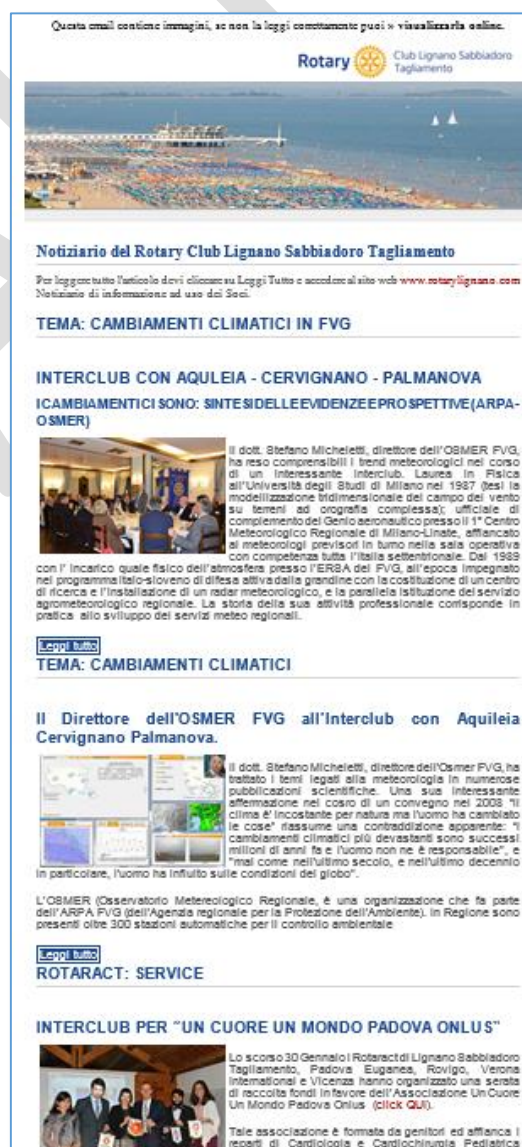 Questa email contiene immagini, se non la leggi correttamente puoi » visualizzarla online.
Rotary
Club Lignano Sabbiadoro
Tagliamento
Notiziario del Rotary Club Lignano Sabbiadoro Tagliamento
Per leggere tutto l'articolo devi cliccare su Leggi Tutto e accedere al sito web www.rotarylignano.com
Notiziario di informazione ad uso dei Soci.
TEMA: CAMBIAMENTI CLIMATICI IN FVG
INTERCLUB CON AQULEIA - CERVIGNANO - PALMANOVA
I CAMBIAMENTI CI SONO: SINTESI DELLE EVIDENZE E PROSPETTIVE (ARPA-
OSMER)
Il dott. Stefano Micheletti, direttore dell'OSMER FVG,
ha reso comprensibili i trend meteorologici nel corso
di un interessante Interclub. Laurea in Fisica
all'Università degli Studi di Milano nel 1987 (tesi la
modellizzazione tridimensionale del campo del vento
su terreni ad orografia complessa); ufficiale di
complemento del Genio aeronautico presso il 1° Centro
Meteorologico Regionale di Milano-Linate, affiancato
ai meteorologi previsori in turno nella sala operativa
con competenza tutta l'Italia settentrionale. Dal 1989
con l' incarico quale fisico dell'atmosfera presso l'ERSA del FVG, all'epoca impegnato
nel programma italo-sloveno di difesa attiva dalla grandine con la costituzione di un centro
di ricerca e l'installazione di un radar meteorologico, e la parallela istituzione del servizio
agrometeorologico regionale. La storia della sua attività professionale corrisponde in
pratica allo sviluppo dei servizi meteo regionali.
Leggi tutto
TEMA: CAMBIAMENTI CLIMATICI
Il Direttore dell'OSMER FVG all'Interclub con Aquileia
Cervignano Palmanova.
Il dott. Stefano Micheletti, direttore dell'Osmer FVG, ha
trattato i temi legati alla meteorologia in numerose
pubblicazioni scientifiche. Una sua interessante
affermazione nel cosro di un convegno nel 2008 "il
clima e' incostante per natura ma l'uomo ha cambiato
le cose" riassume una contraddizione apparente: "i
cambiamenti climatici più devastanti sono successi
milioni di anni fa e l'uomo non ne è responsabile", e
"mai come nell'ultimo secolo, e nell'ultimo decennio
in particolare, l'uomo ha influito sulle condizioni del globo".
L'OSMER (Osservatorio Metereologico Regionale, è una organizzazione che fa parte
dell'ARPA FVG (dell'Agenzia regionale per la Protezione dell'Ambiente). In Regione sono
presenti oltre 300 stazioni automatiche per il controllo ambientale
Leggi tutto
ROTARACT: SERVICE
INTERCLUB PER "UN CUORE UN MONDO PADOVA ONLUS"
Lo scorso 30 Gennaio i Rotaract di Lignano Sabbiadoro
Tagliamento, Padova Euganea, Rovigo, Verona
International e Vicenza hanno organizzato una serata
di raccolta fondi in favore dell'Associazione Un Cuore
Un Mondo Padova Onlus (click QUI).
Tale associazione è formata da genitori ed affianca i
reparti di Cardiologia e Cardiochirurgia Pediatrics